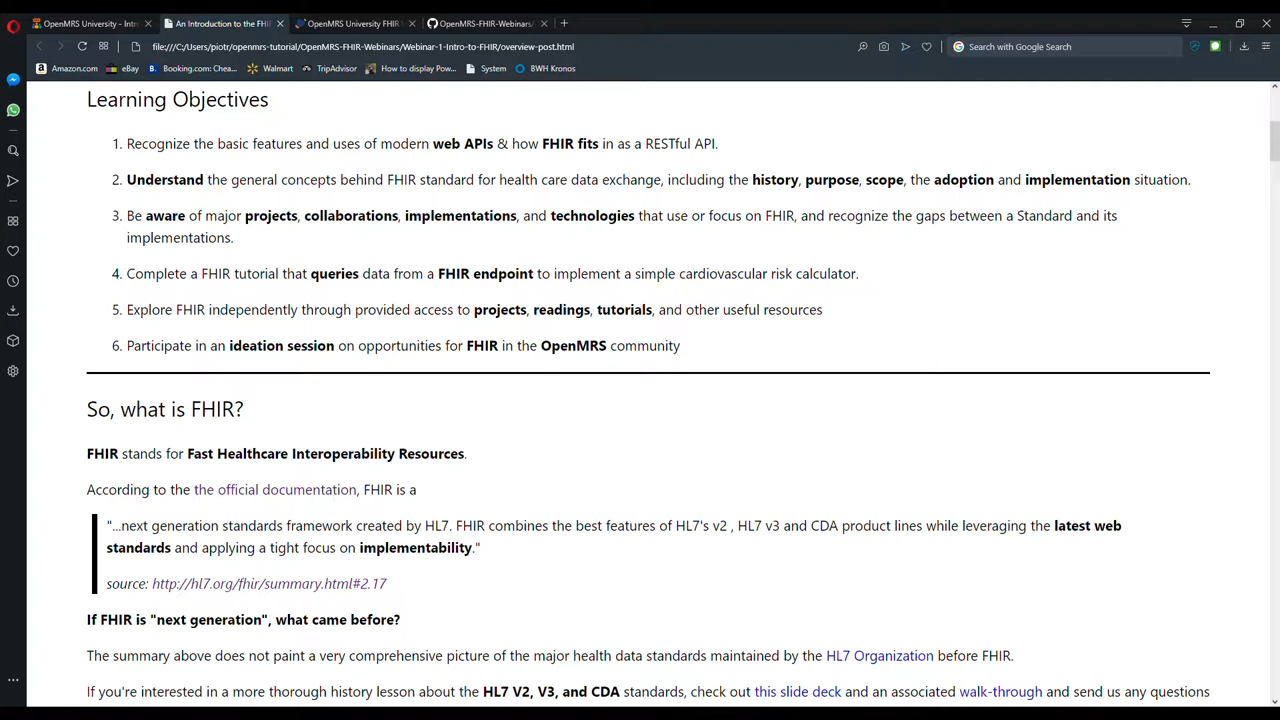 OpenMRS University - Intro
An Introduction to the FHIR
OpenMRS University FHIR
OpenMRS-FHIR-Webinars/
file:///C:/Users/piotr/openmrs-tutorial/OpenMRS-FHIR-Webinars/Webinar-1-Intro-to-FHIR/overview-post.html
Search with Google Search
Amazon.com eBay Booking.com: Chea... Walmart TripAdvisor How to display Pow... System BWH Kronos
Learning Objectives
1. Recognize the basic features and uses of modern web APIs & how FHIR fits in as a RESTful API.
2. Understand the general concepts behind FHIR standard for health care data exchange, including the history, purpose, scope, the adoption and implementation situation.
3. Be aware of major projects, collaborations, implementations, and technologies that use or focus on FHIR, and recognize the gaps between a Standard and its
implementations.
4. Complete a FHIR tutorial that queries data from a FHIR endpoint to implement a simple cardiovascular risk calculator.
5. Explore FHIR independently through provided access to projects, readings, tutorials, and other useful resources
6. Participate in an ideation session on opportunities for FHIR in the OpenMRS community
So, what is FHIR?
FHIR stands for Fast Healthcare Interoperability Resources.
According to the the official documentation, FHIR is a
"...next generation standards framework created by HL7. FHIR combines the best features of HL7's v2 , HL7 v3 and CDA product lines while leveraging the latest web
standards and applying a tight focus on implementability."
source: http://hl7.org/fhir/summary.html#2.17
If FHIR is "next generation", what came before?
The summary above does not paint a very comprehensive picture of the major health data standards maintained by the HL7 Organization before FHIR.
If you're interested in a more thorough history lesson about the HL7 V2, V3, and CDA standards, check out this slide deck and an associated walk-through and send us any questions